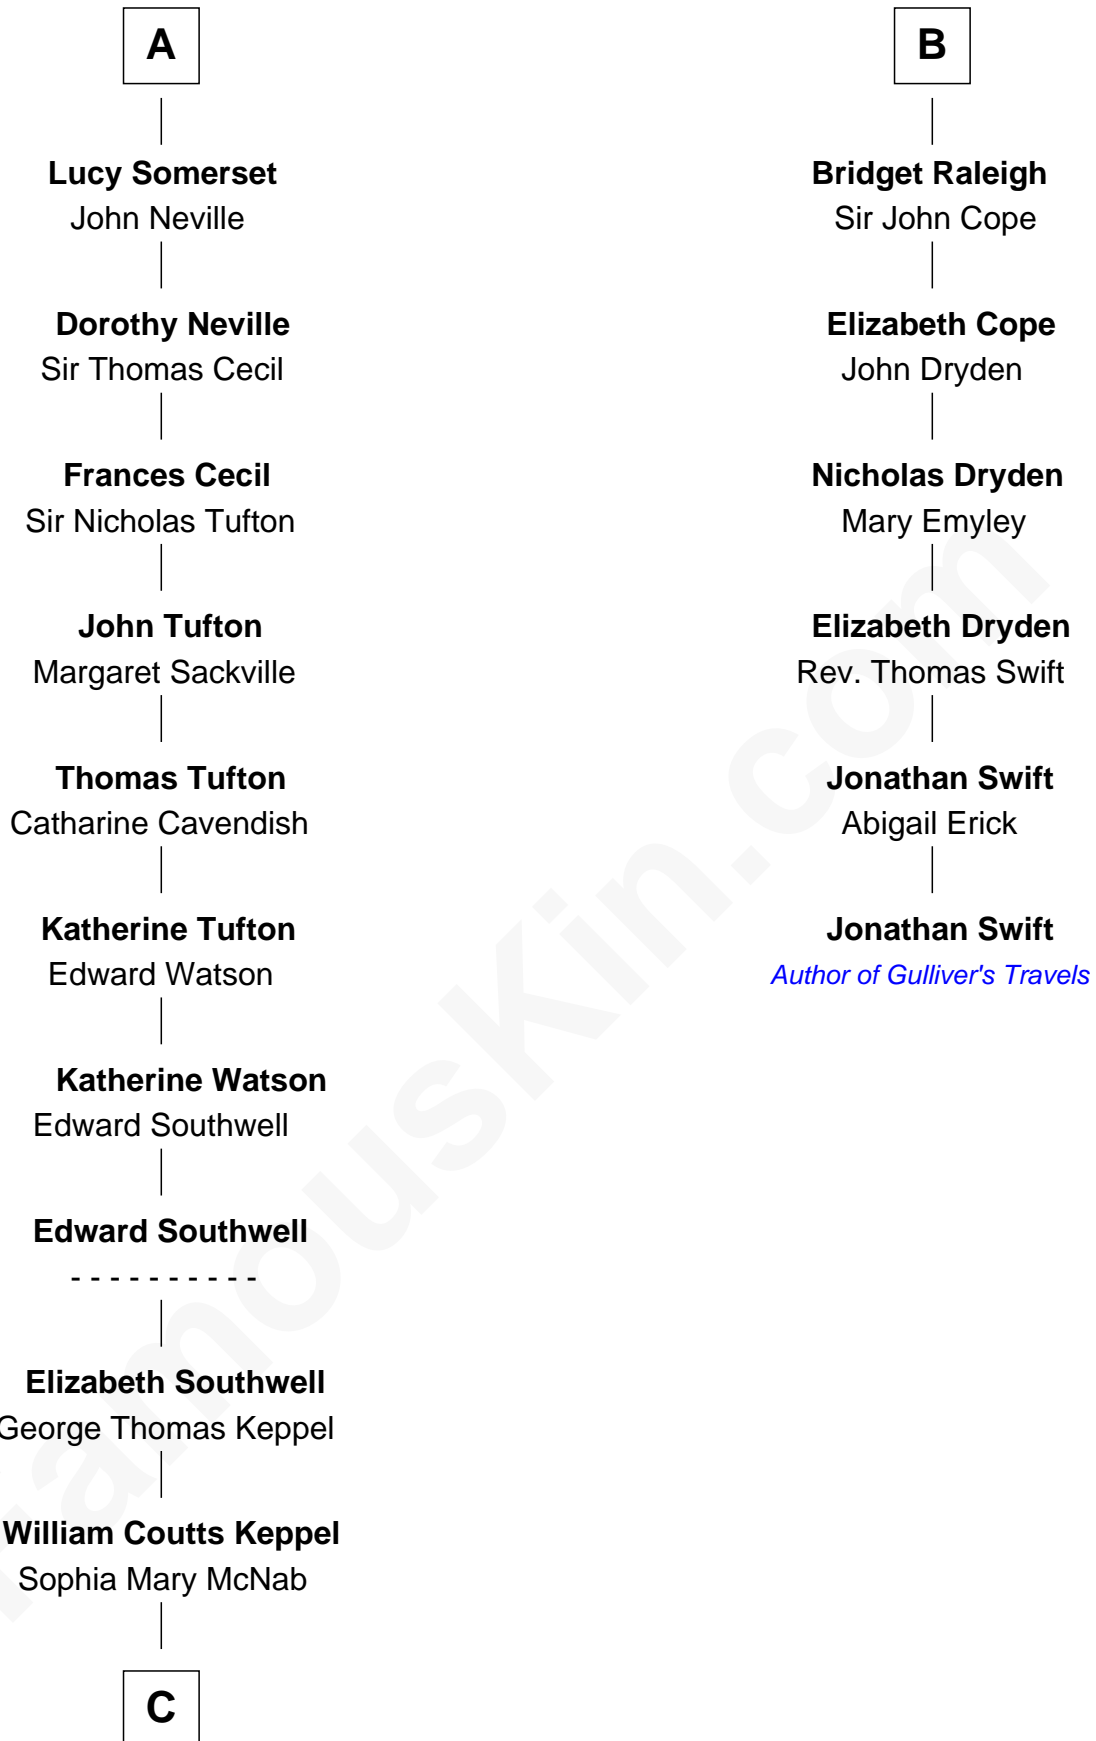 A
Lucy Somerset
John Neville
Dorothy Neville
Sir Thomas Cecil
Frances Cecil
Sir Nicholas Tufton
John Tufton
Margaret Sackville
Thomas Tufton
Catharine Cavendish
Katherine Tufton
Edward Watson
Katherine Watson
Edward Southwell
Edward Southwell
- - - - - - - - - -
Elizabeth Southwell
George Thomas Keppel
William Coutts Keppel
Sophia Mary McNab
C
B
Bridget Raleigh
Sir John Cope
Elizabeth Cope
John Dryden
Nicholas Dryden
Mary Emyley
Elizabeth Dryden
Rev. Thomas Swift
Jonathan Swift
Abigail Erick
Jonathan Swift
Author of Gulliver's Travels
FamousKin.com